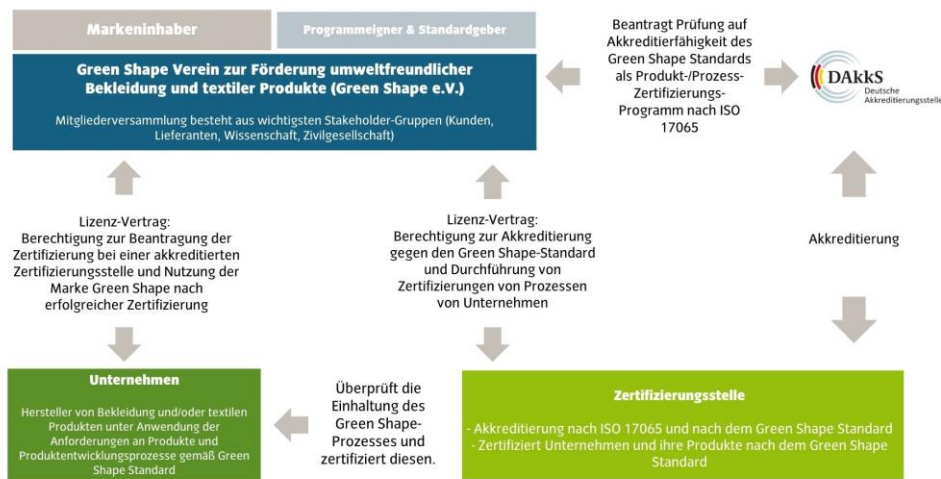 Markeninhaber
Programmeigner & Standardgeber
Green Shape Verein zur Förderung umweltfreundlicher
Bekleidung und textiler Produkte (Green Shape e.V.)
Mitgliederversammlung besteht aus wichtigsten Stakeholder-Gruppen (Kunden,
Lieferanten, Wissenschaft, Zivilgesellschaft)
Beantragt Prüfung auf
Akkreditierfähigkeit des
Green Shape Standards
als Produkt-/Prozess-
Zertifizierungs-
Programm nach ISO
17065
DAkkS
Deutsche
Akkreditierungsstelle
Lizenz-Vertrag:
Berechtigung zur Beantragung der
Zertifizierung bei einer akkreditierten
Zertifizierungsstelle und Nutzung der
Marke Green Shape nach
erfolgreicher Zertifizierung
Lizenz-Vertrag:
Berechtigung zur Akkreditierung
gegen den Green Shape-Standard
und Durchführung von
Zertifizierungen von Prozessen
von Unternehmen
Akkreditierung
Unternehmen
Hersteller von Bekleidung und/oder textilen
Produkten unter Anwendung der
Anforderungen an Produkte und
Produktentwicklungsprozesse gemäß Green
Shape Standard
Überprüft die
Einhaltung des
Green Shape-
Prozesses und
zertifiziert diesen.
Zertifizierungsstelle
- Akkreditierung nach ISO 17065 und nach dem Green Shape Standard
- Zertifiziert Unternehmen und ihre Produkte nach dem Green Shape
Standard